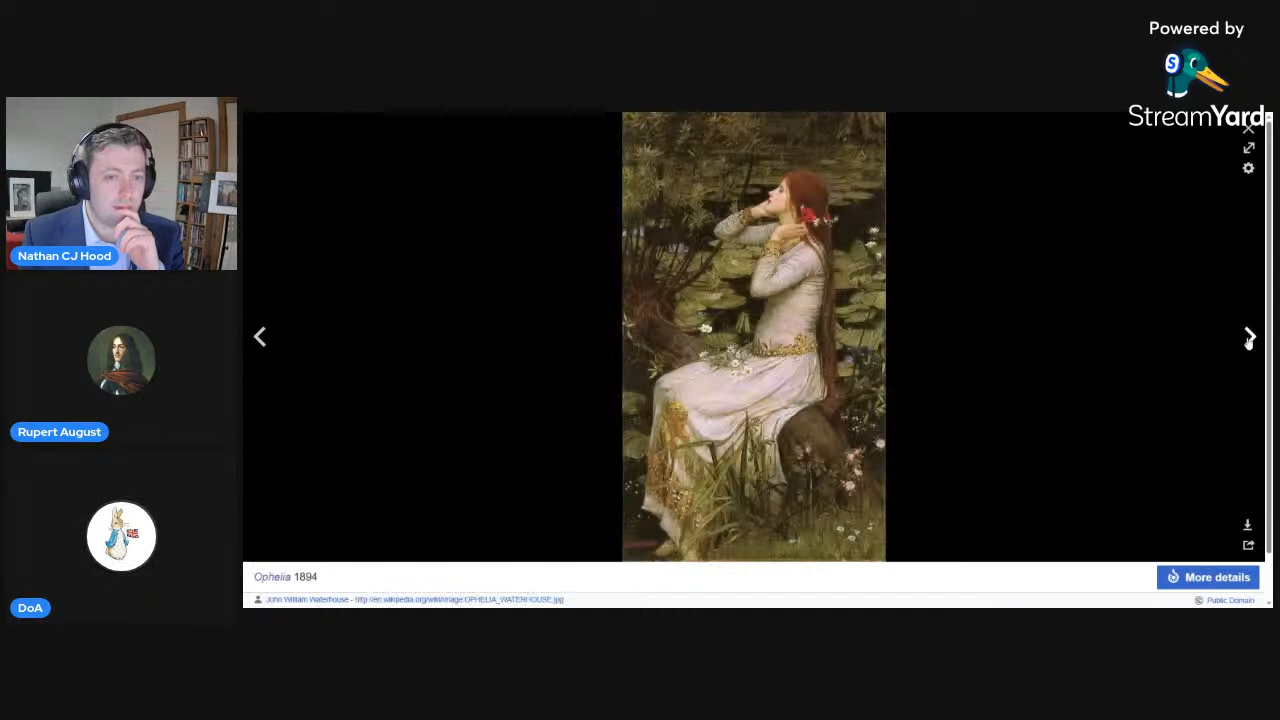 Powered by
S
StreamYard
Nathan CJ Hood
Rupert August
DoA
Ophelia 1894
More details
John William Waterhouse - http://en.wikipedia.org/wiki/Image:OPHELIA_WATERHOUSE.jpg
Public Domain